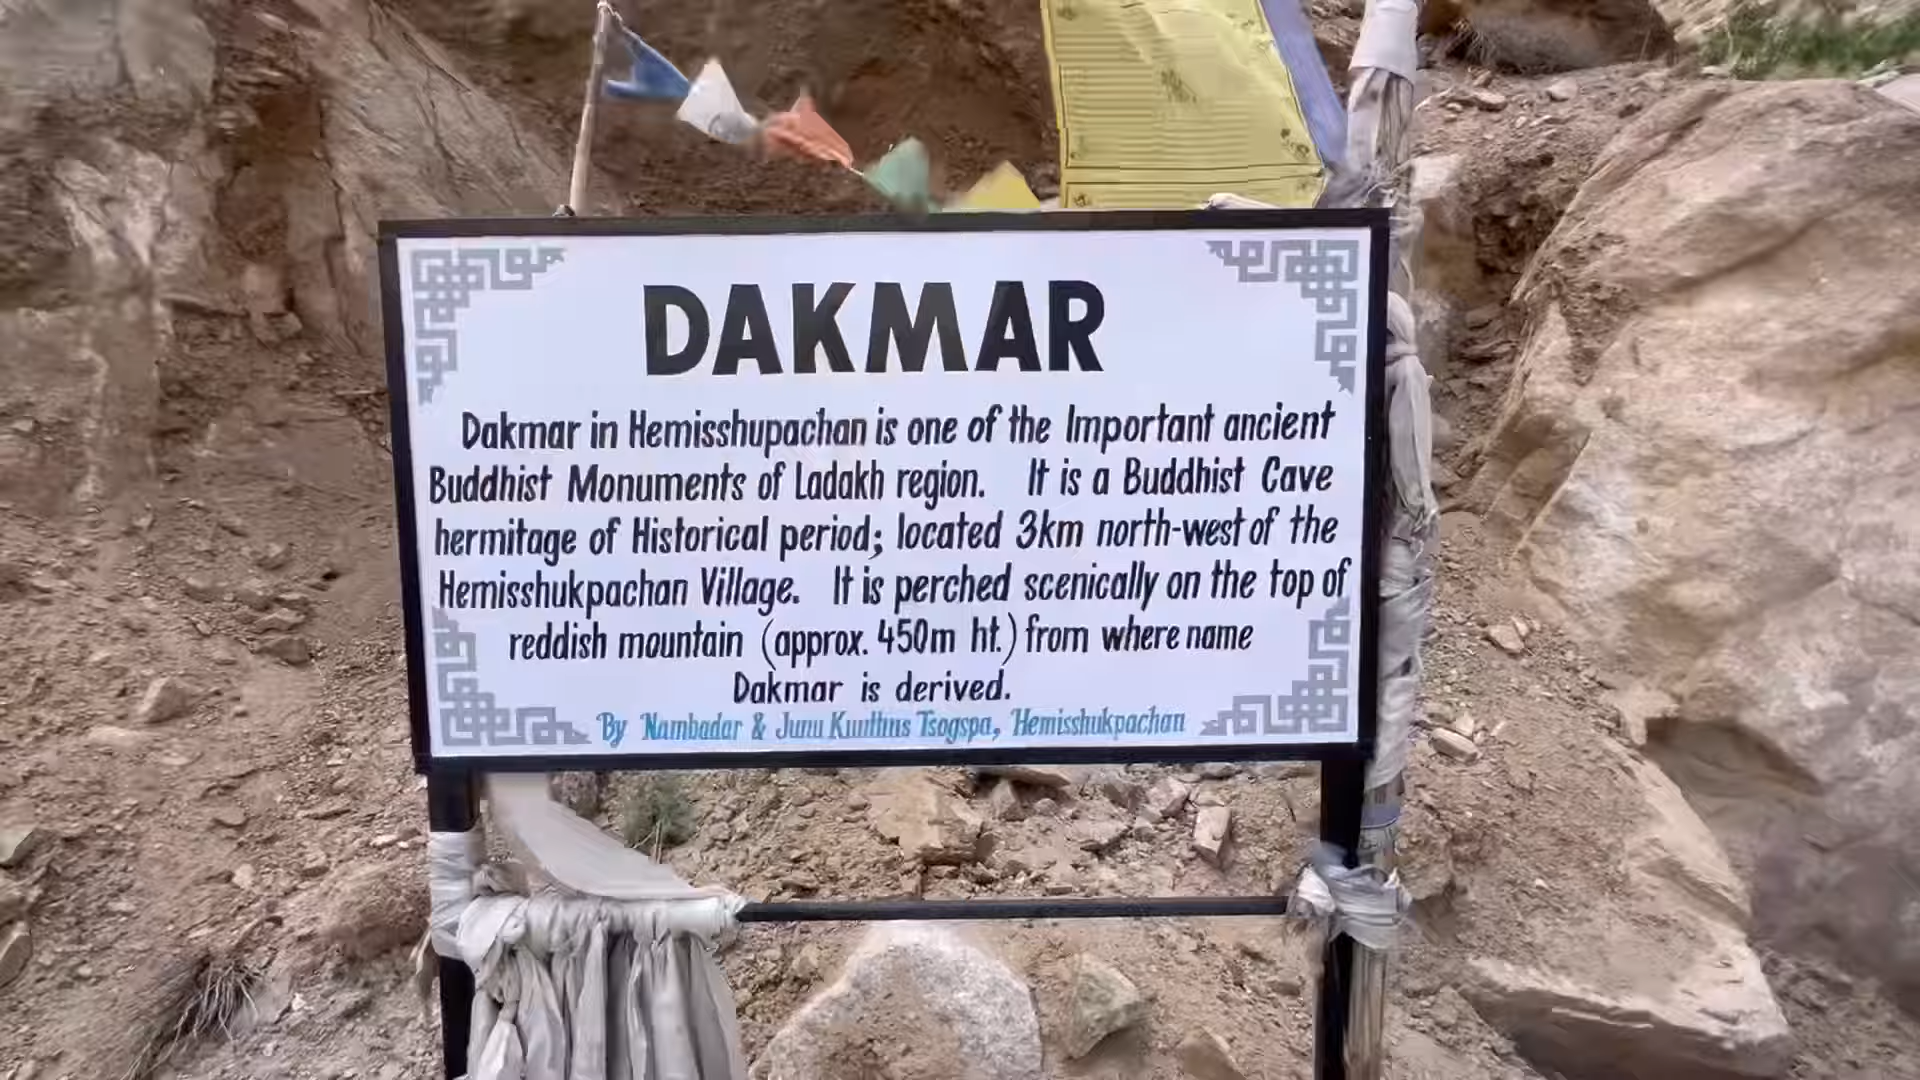 DAKMAR
Dakmar in Hemisshupachan is one of the Important ancient
Buddhist Monuments of Ladakh region. It is a Buddhist Cave
hermitage of Historical period; located 3km north-west of the
Hemisshukpachan Village. It is perched scenically on the top of
reddish mountain (approx. 450m ht.) from where name
Dakmar is derived.
By Nambadar & Tsogspa, Hemisshukpachan